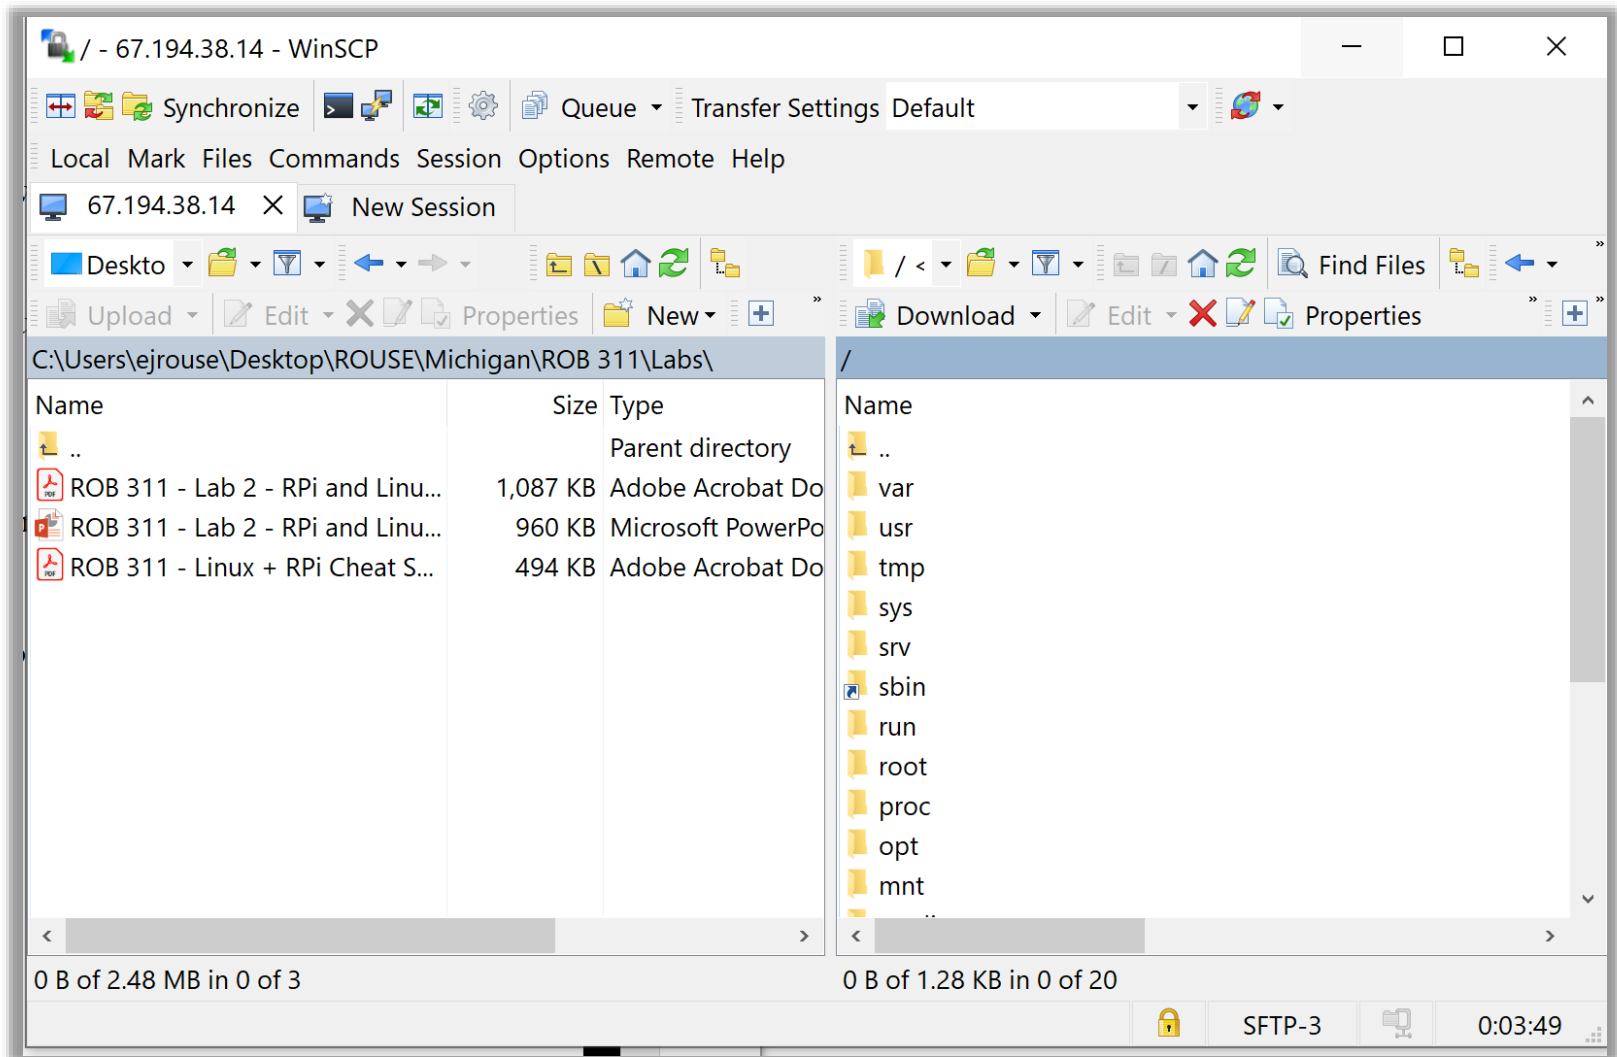 / - 67.194.38.14 - WinSCP
Synchronize Queue Transfer Settings Default
Local Mark Files Commands Session Options Remote Help
67.194.38.14 New Session
Deskto / < Find Files
Upload Edit Properties New Download Edit Properties
C:\Users\ejrouse\Desktop\ROUSE\Michigan\ROB 311\Labs\ /
Name Size Type Name
.. Parent directory ..
ROB 311 - Lab 2 - RPi and Linu... 1,087 KB Adobe Acrobat Do var
ROB 311 - Lab 2 - RPi and Linu... 960 KB Microsoft PowerPo usr
ROB 311 - Linux + RPi Cheat S... 494 KB Adobe Acrobat Do tmp
sys
srv
sbin
run
root
proc
opt
mnt
0 B of 2.48 MB in 0 of 3 0 B of 1.28 KB in 0 of 20
SFTP-3 0:03:49